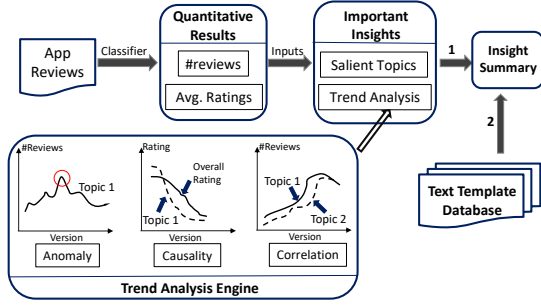 App
Reviews
Classifier
Quantitative
Results
#reviews
Avg. Ratings
Inputs
Important
Insights
Salient Topics
Trend Analysis
1
Insight
Summary
2
Text Template
Database
#Reviews
Topic 1
Version
Anomaly
Rating
Overall
Rating
Topic 1
Version
Causality
#Reviews
Topic 1
Topic 2
Version
Correlation
Trend Analysis Engine